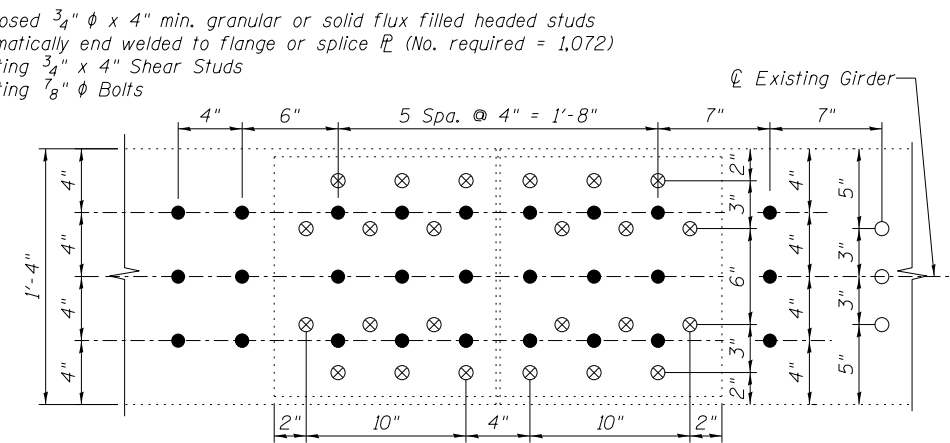 osed 3/4" ϕ x 4" min. granular or solid flux filled headed studs
matically end welded to flange or splice ⅊ (No. required = 1,072)
ting 3/4" x 4" Shear Studs
ting 7/8" ϕ Bolts
℄ Existing Girder
4" 6" 5 Spa. @ 4" = 1'-8" 7" 7"
1'-4"
4"
4"
4"
4"
2"
3"
6"
3"
2"
4"
4"
4"
4"
5"
3"
3"
5"
2" 10" 4" 10" 2"